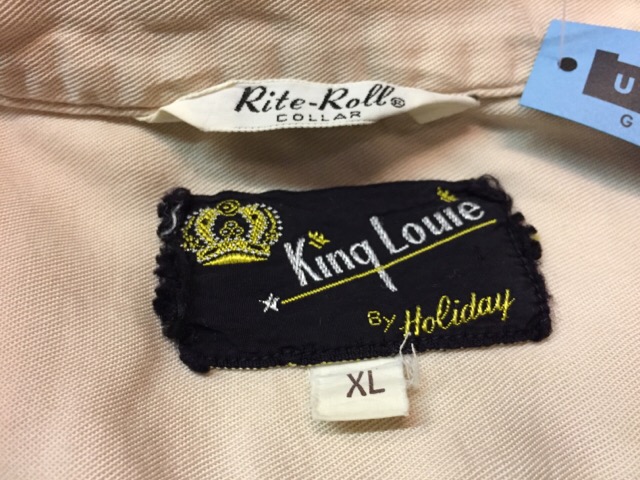 Rite-Roll®
COLLAR
King Louie
By Holiday
XL
U
G